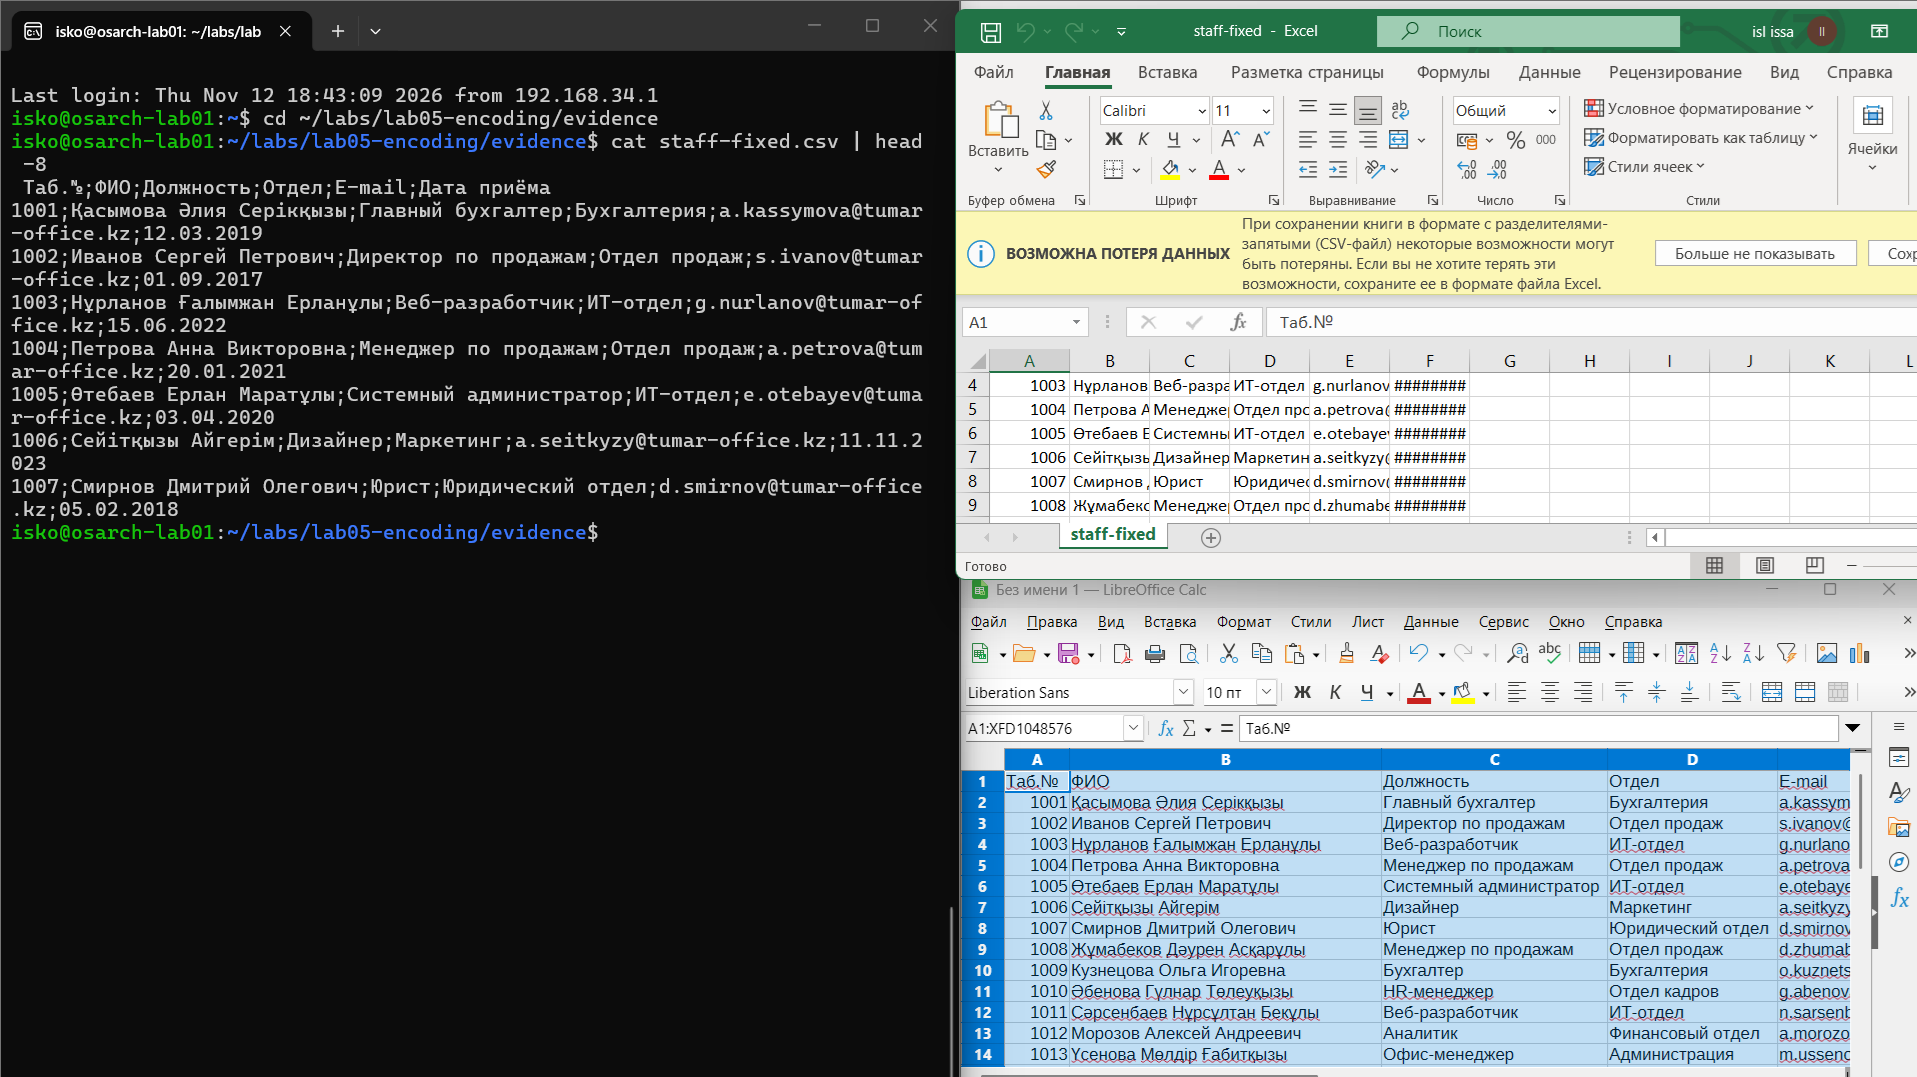 isko@osarch-lab01: ~/labs/lab
Last login: Thu Nov 12 18:43:09 2026 from 192.168.34.1
isko@osarch-lab01:~$ cd ~/labs/lab05-encoding/evidence
isko@osarch-lab01:~/labs/lab05-encoding/evidence$ cat staff-fixed.csv | head
-8
Таб.№;ФИО;Должность;Отдел;E-mail;Дата приёма
1001;Қасымова Әлия Серікқызы;Главный бухгалтер;Бухгалтерия;a.kassymova@tumar
-office.kz;12.03.2019
1002;Иванов Сергей Петрович;Директор по продажам;Отдел продаж;s.ivanov@tumar
-office.kz;01.09.2017
1003;Нұрланов Ғалымжан Ерланұлы;Веб-разработчик;ИТ-отдел;g.nurlanov@tumar-of
fice.kz;15.06.2022
1004;Петрова Анна Викторовна;Менеджер по продажам;Отдел продаж;a.petrova@tum
ar-office.kz;20.01.2021
1005;Өтебаев Ерлан Маратұлы;Системный администратор;ИТ-отдел;e.otebayev@tuma
r-office.kz;03.04.2020
1006;Сейітқызы Айгерім;Дизайнер;Маркетинг;a.seitkyzy@tumar-office.kz;11.11.2
023
1007;Смирнов Дмитрий Олегович;Юрист;Юридический отдел;d.smirnov@tumar-office
.kz;05.02.2018
isko@osarch-lab01:~/labs/lab05-encoding/evidence$
staff-fixed - Excel
Поиск
isl issa
II
Файл Главная Вставка Разметка страницы Формулы Данные Рецензирование Вид Справка
Вставить
Буфер обмена
Calibri 11
Ж К Ч
Шрифт
Выравнивание
Общий
% 000
Число
Условное форматирование
Форматировать как таблицу
Стили ячеек
Стили
Ячейки
ВОЗМОЖНА ПОТЕРЯ ДАННЫХ
При сохранении книги в формате с разделителями-
запятыми (CSV-файл) некоторые возможности могут
быть потеряны. Если вы не хотите терять эти
возможности, сохраните ее в формате файла Excel.
Больше не показывать
Сохр
A1 fx Таб.№
A B C D E F G H I J K L
4 1003 Нұрланов Веб-разра ИТ-отдел g.nurlanov ########
5 1004 Петрова А Менеджер Отдел про a.petrova@ ########
6 1005 Өтебаев Е Системны ИТ-отдел e.otebayev ########
7 1006 Сейітқызы Дизайнер Маркетин a.seitkyzy@ ########
8 1007 Смирнов Юрист Юридичес d.smirnov@ ########
9 1008 Жұмабеко Менеджер Отдел про d.zhumabe ########
staff-fixed
Готово
Без имени 1 — LibreOffice Calc
Файл Правка Вид Вставка Формат Стили Лист Данные Сервис Окно Справка
Liberation Sans 10 пт Ж К Ч
A1:XFD1048576 fx Σ = Таб.№
A B C D
1 Таб.№ ФИО Должность Отдел E-mail
2 1001 Қасымова Әлия Серікқызы Главный бухгалтер Бухгалтерия a.kassym
3 1002 Иванов Сергей Петрович Директор по продажам Отдел продаж s.ivanov@
4 1003 Нұрланов Ғалымжан Ерланұлы Веб-разработчик ИТ-отдел g.nurlano
5 1004 Петрова Анна Викторовна Менеджер по продажам Отдел продаж a.petrova
6 1005 Өтебаев Ерлан Маратұлы Системный администратор ИТ-отдел e.otebaye
7 1006 Сейітқызы Айгерім Дизайнер Маркетинг a.seitkyzy
8 1007 Смирнов Дмитрий Олегович Юрист Юридический отдел d.smirnov
9 1008 Жұмабеков Дәурен Асқарұлы Менеджер по продажам Отдел продаж d.zhumab
10 1009 Кузнецова Ольга Игоревна Бухгалтер Бухгалтерия o.kuznets
11 1010 Әбенова Гүлнар Төлеуқызы HR-менеджер Отдел кадров g.abenov
12 1011 Сәрсенбаев Нұрсұлтан Бекұлы Веб-разработчик ИТ-отдел n.sarsenb
13 1012 Морозов Алексей Андреевич Аналитик Финансовый отдел a.morozo
14 1013 Үсенова Мөлдір Ғабитқызы Офис-менеджер Администрация m.usseno